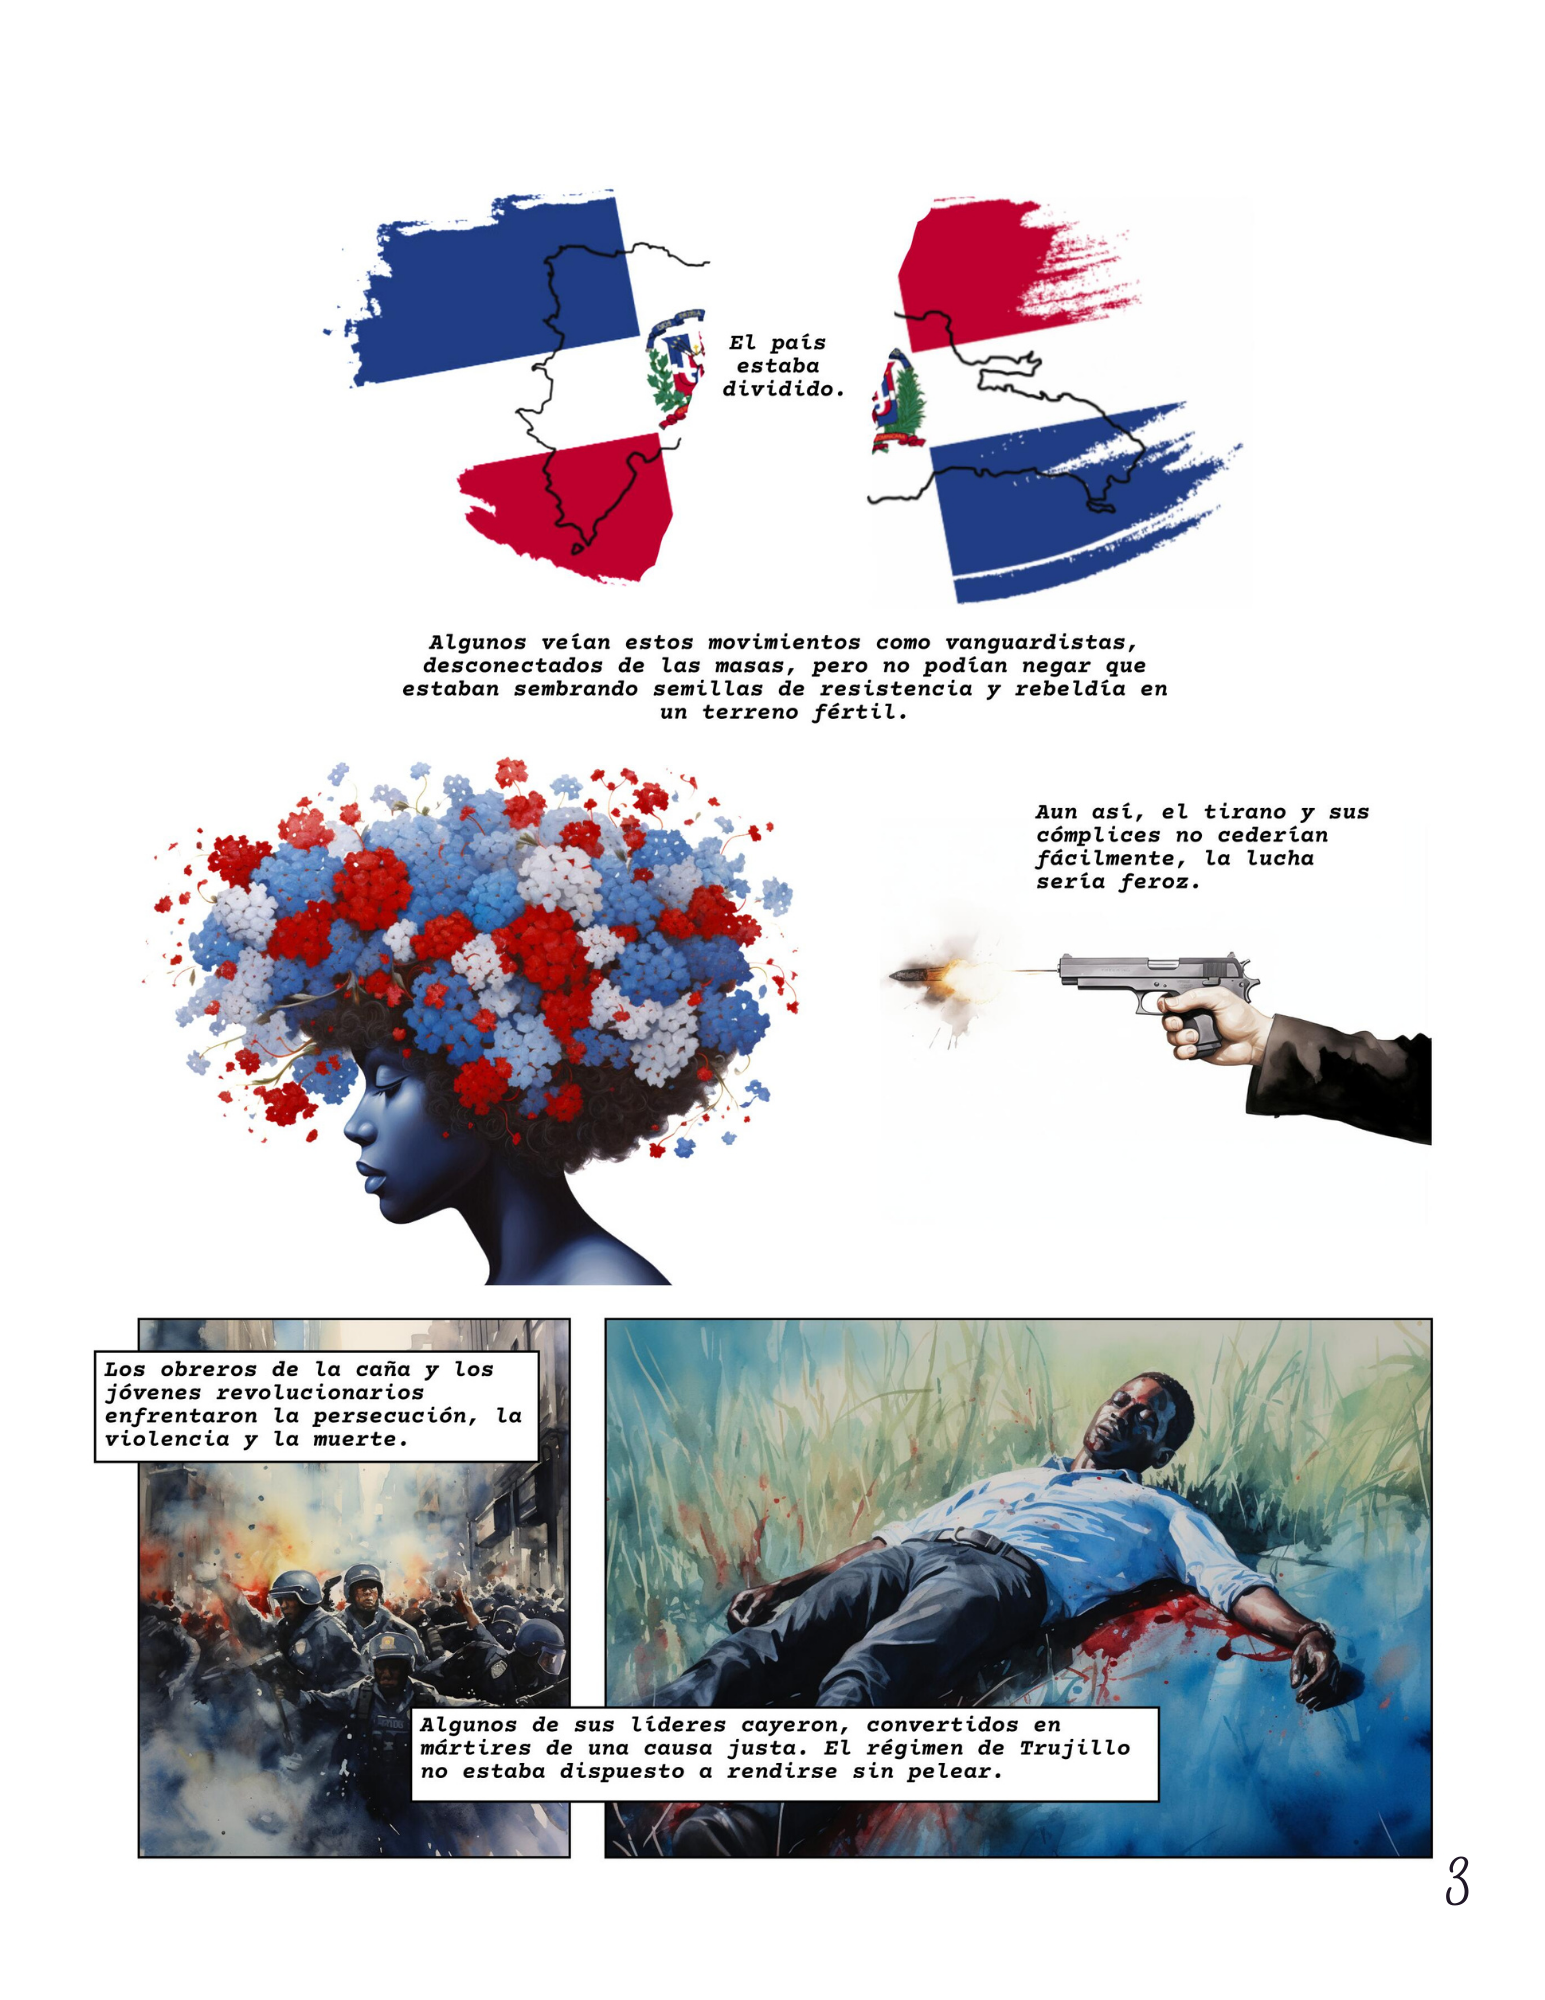 El país
estaba
dividido.
Algunos veían estos movimientos como vanguardistas,
desconectados de las masas, pero no podían negar que
estaban sembrando semillas de resistencia y rebeldía en
un terreno fértil.
Aun así, el tirano y sus
cómplices no cederían
fácilmente, la lucha
sería feroz.
Los obreros de la caña y los
jóvenes revolucionarios
enfrentaron la persecución, la
violencia y la muerte.
Algunos de sus líderes cayeron, convertidos en
mártires de una causa justa. El régimen de Trujillo
no estaba dispuesto a rendirse sin pelear.
3